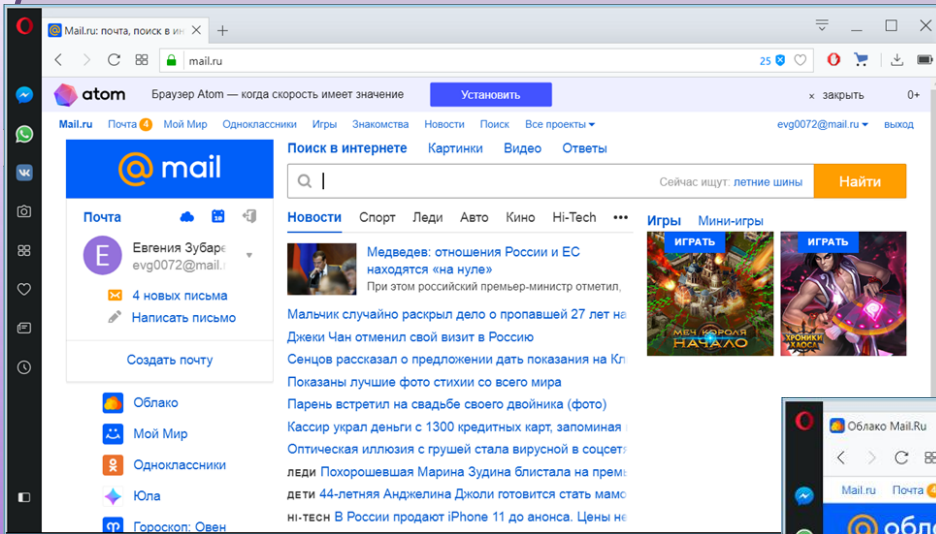 Mail.ru: почта, поиск в ин
mail.ru
25
atom
Браузер Atom — когда скорость имеет значение
Установить
x закрыть
0+
Mail.ru Почта 4 Мой Мир Одноклассники Игры Знакомства Новости Поиск Все проекты
evg0072@mail.ru выход
@mail
Поиск в интернете Картинки Видео Ответы
Сейчас ищут: летние шины
Найти
Почта
18
Е
Евгения Зубаре
evg0072@mail.
4 новых письма
Написать письмо
Создать почту
Облако
Мой Мир
Одноклассники
Юла
Гороскоп: Овен
Новости Спорт Леди Авто Кино Hi-Tech •••
Медведев: отношения России и ЕС
находятся «на нуле»
При этом российский премьер-министр отметил,
Мальчик случайно раскрыл дело о пропавшей 27 лет на
Джеки Чан отменил свой визит в Россию
Сенцов рассказал о предложении дать показания на Кл
Показаны лучшие фото стихии со всего мира
Парень встретил на свадьбе своего двойника (фото)
Кассир украл деньги с 1300 кредитных карт, запоминая
Оптическая иллюзия с грушей стала вирусной в соцсет
ЛЕДИ Похорошевшая Марина Зудина блистала на прем
ДЕТИ 44-летняя Анджелина Джоли готовится стать мамо
HI-TECH В России продают iPhone 11 до анонса. Цены не
Игры Мини-игры
ИГРАТЬ
МЕЧ КОРОЛЯ
НАЧАЛО
ИГРАТЬ
ХРОНИКИ
ХАОСА
Облако Mail.Ru
Mail.ru Почта 4
@ обл